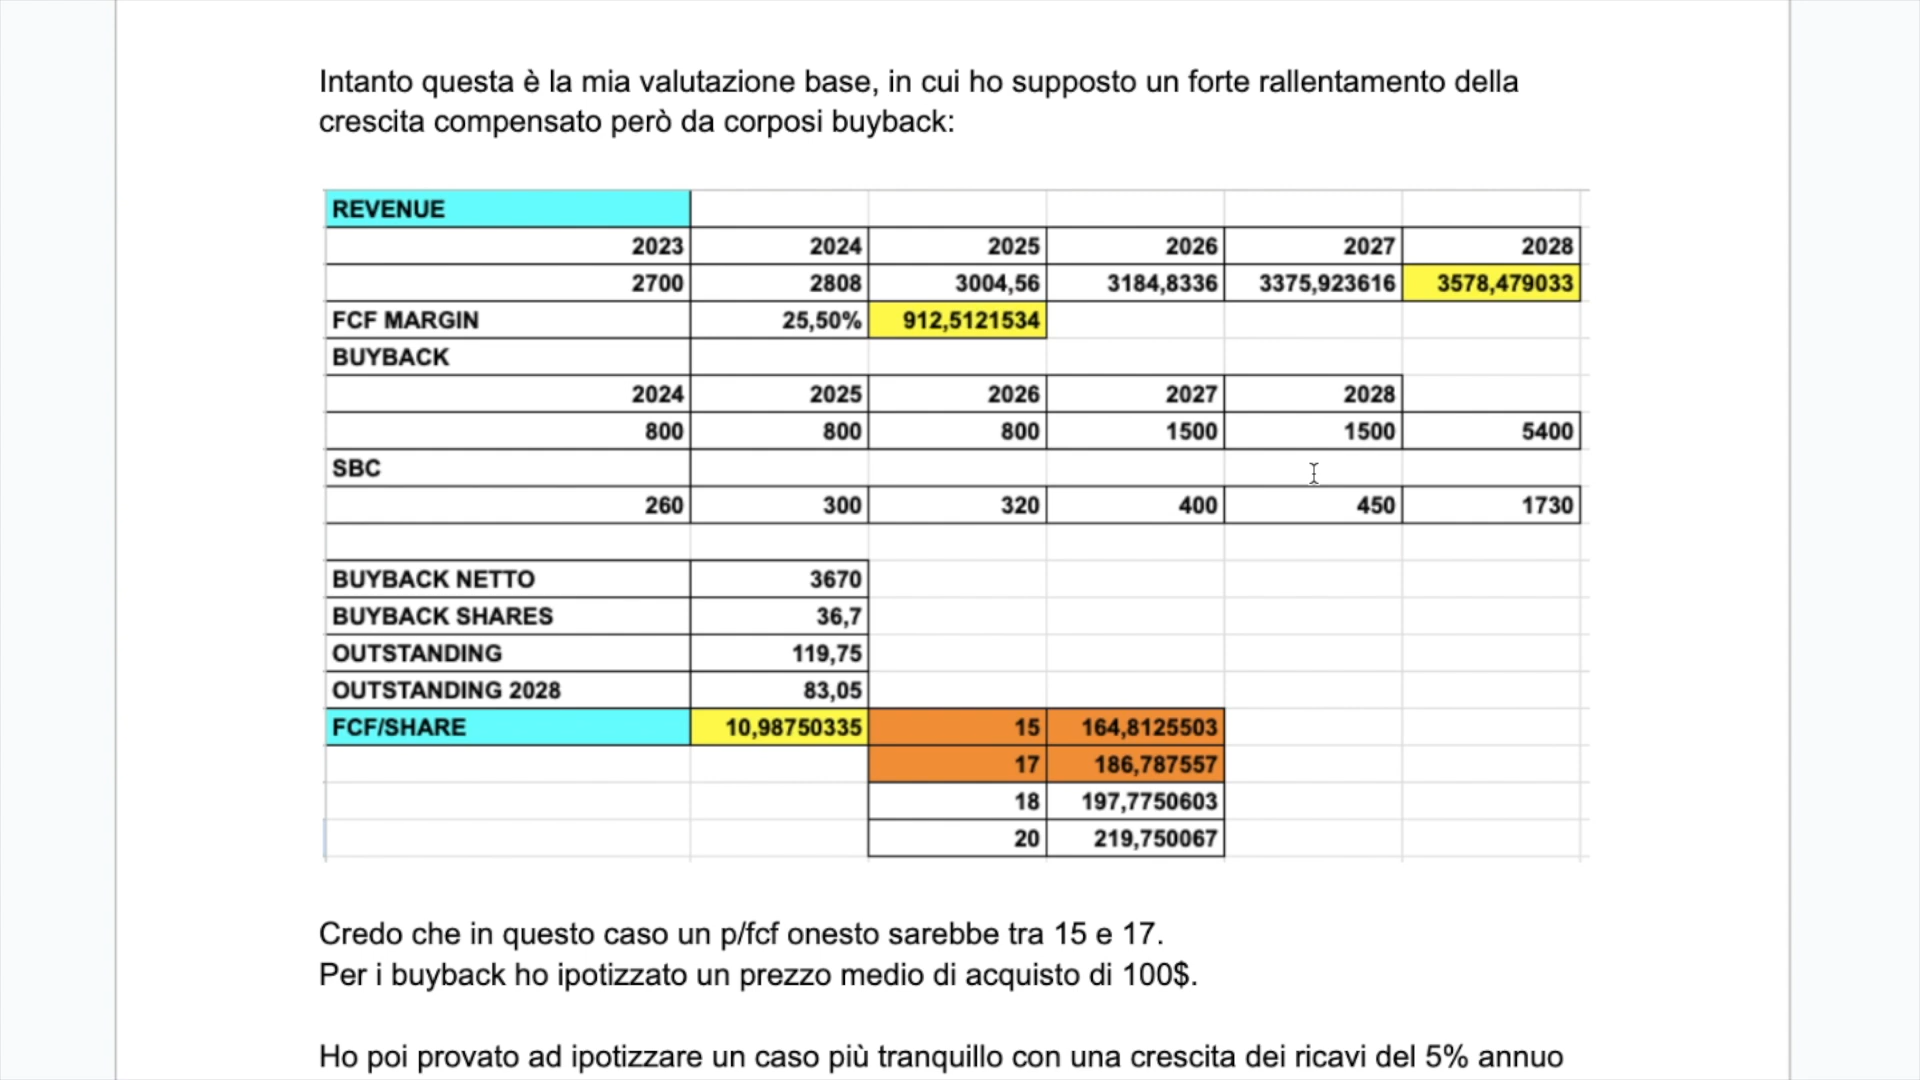 Intanto questa è la mia valutazione base, in cui ho supposto un forte rallentamento della
crescita compensato però da corposi buyback:
REVENUE
2023 2024 2025 2026 2027 2028
2700 2808 3004,56 3184,8336 3375,923616 3578,479033
FCF MARGIN 25,50% 912,5121534
BUYBACK
2024 2025 2026 2027 2028
800 800 800 1500 1500 5400
SBC
260 300 320 400 450 1730
BUYBACK NETTO 3670
BUYBACK SHARES 36,7
OUTSTANDING 119,75
OUTSTANDING 2028 83,05
FCF/SHARE 10,98750335 15 164,8125503
17 186,787557
18 197,7750603
20 219,750067
Credo che in questo caso un p/fcf onesto sarebbe tra 15 e 17.
Per i buyback ho ipotizzato un prezzo medio di acquisto di 100$.
Ho poi provato ad ipotizzare un caso più tranquillo con una crescita dei ricavi del 5% annuo